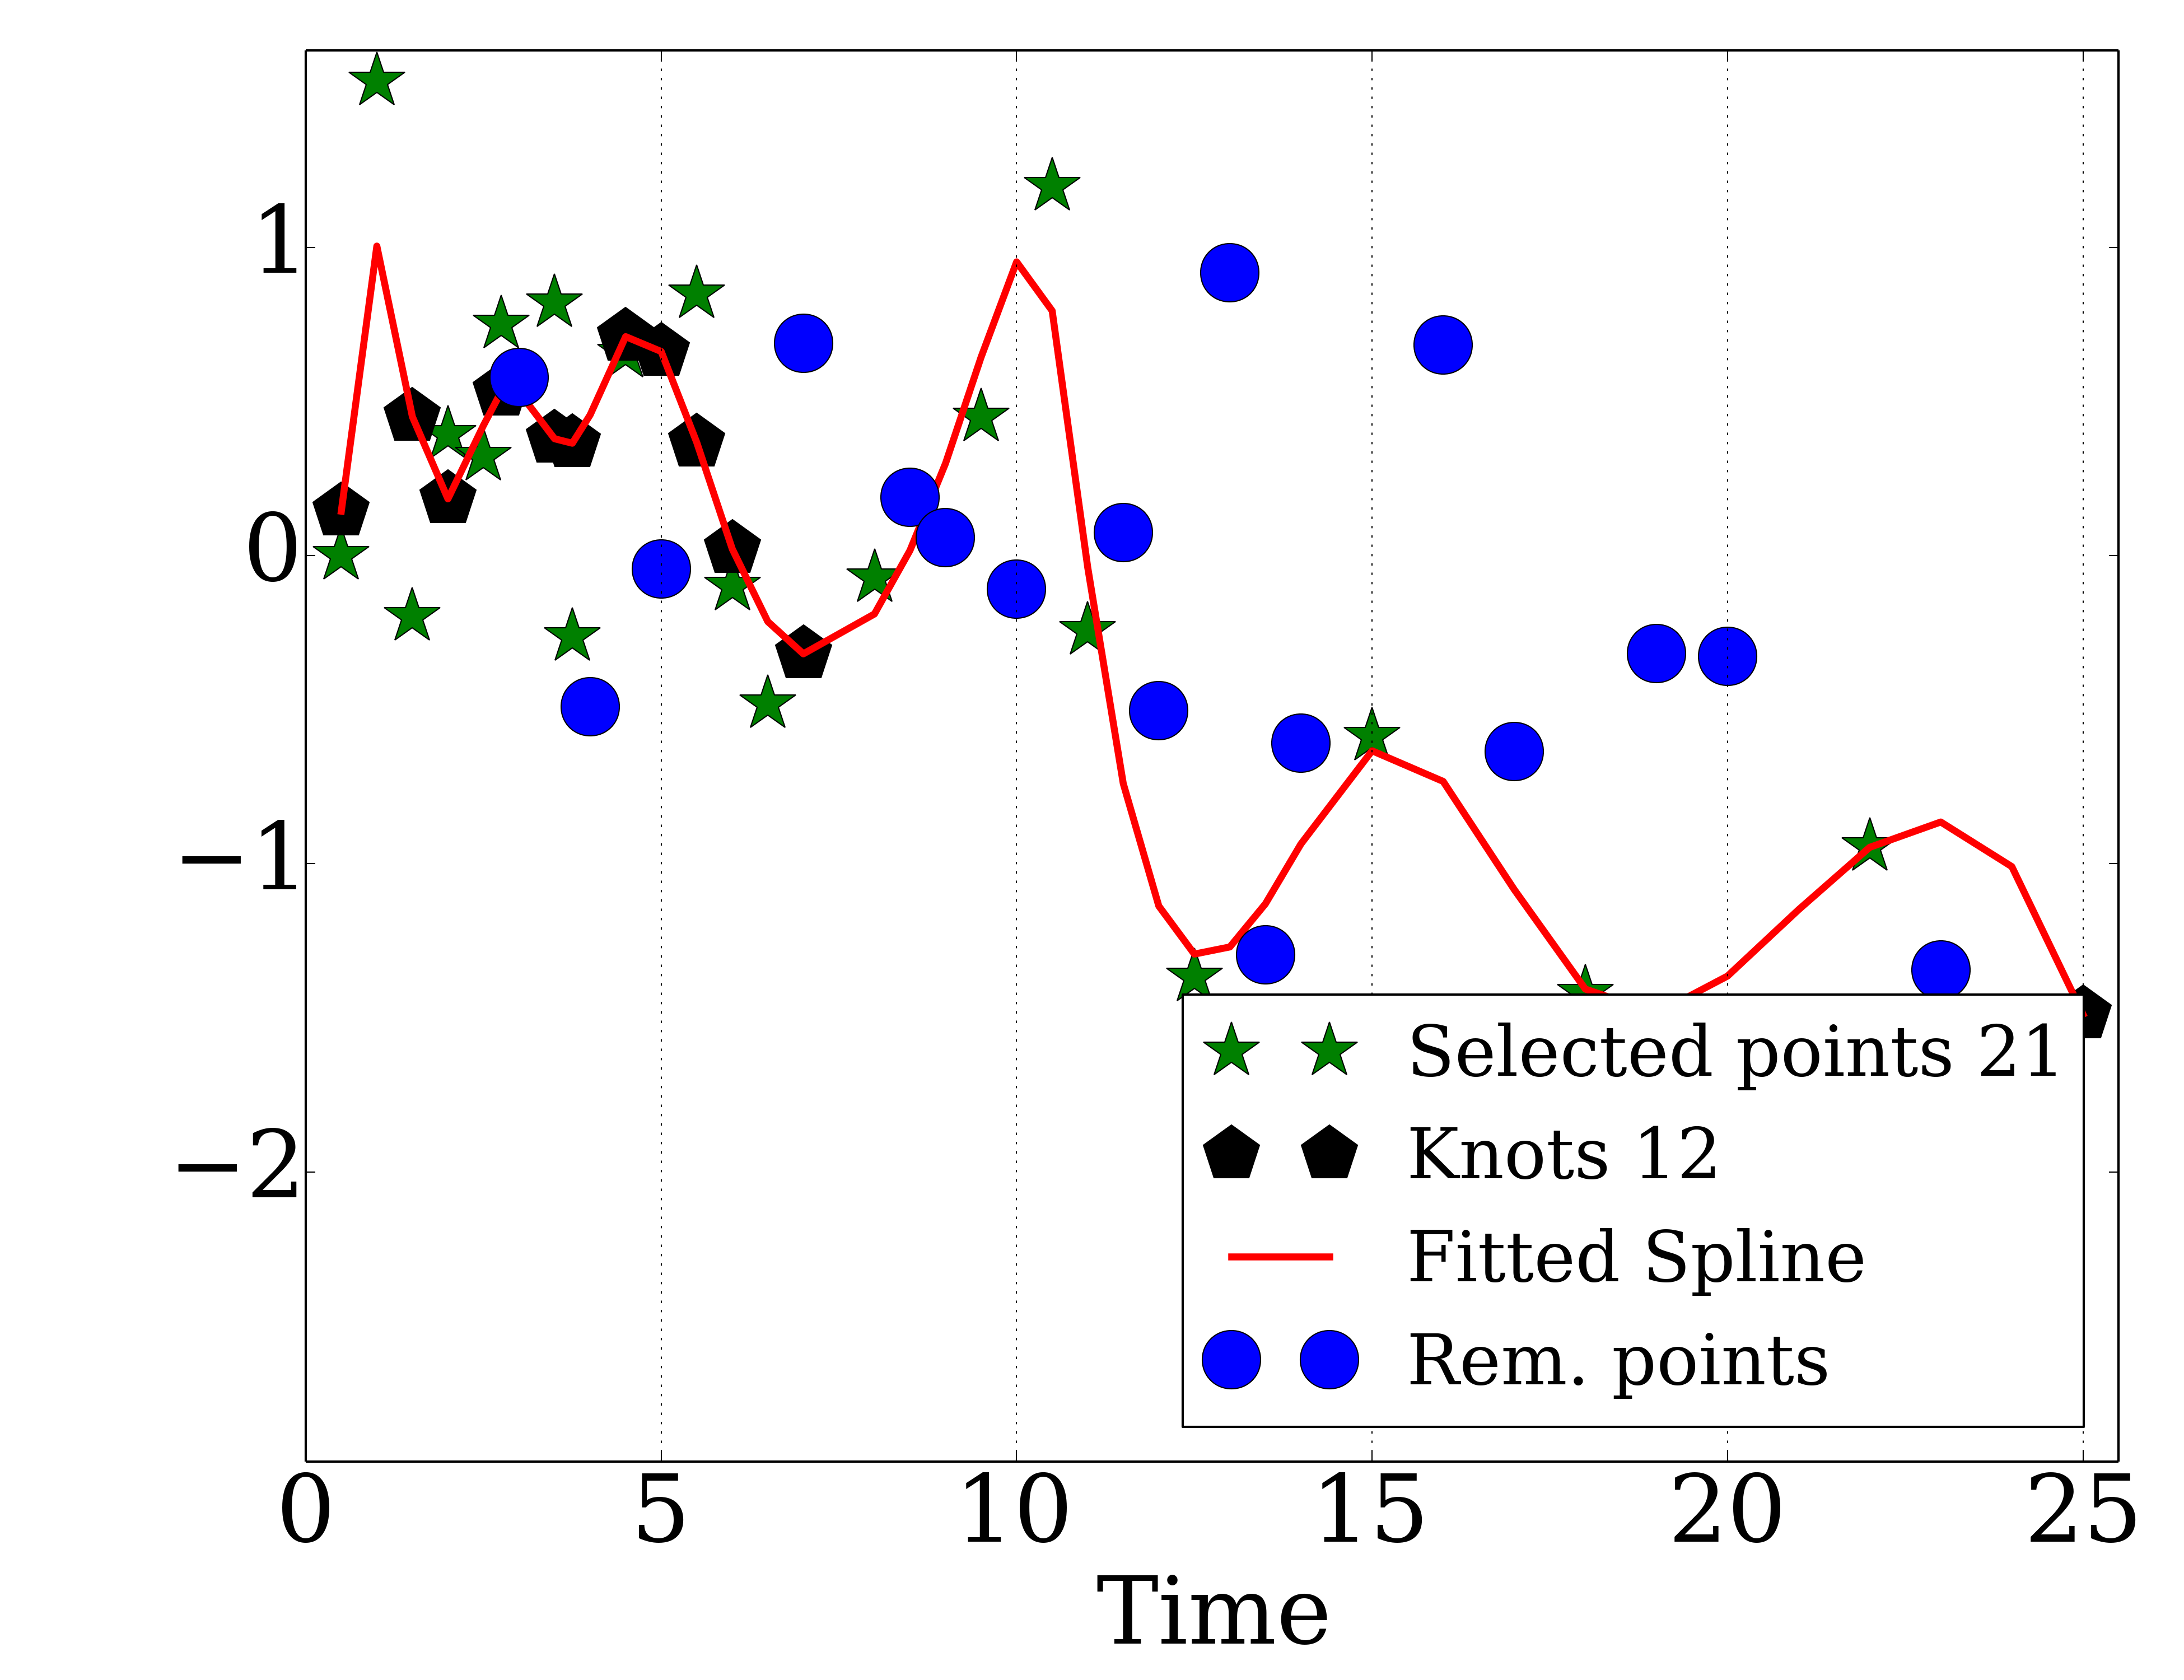 1
0
−1
−2
Selected points 21
Knots 12
Fitted Spline
Rem. points
0 5 10 15 20 25
Time